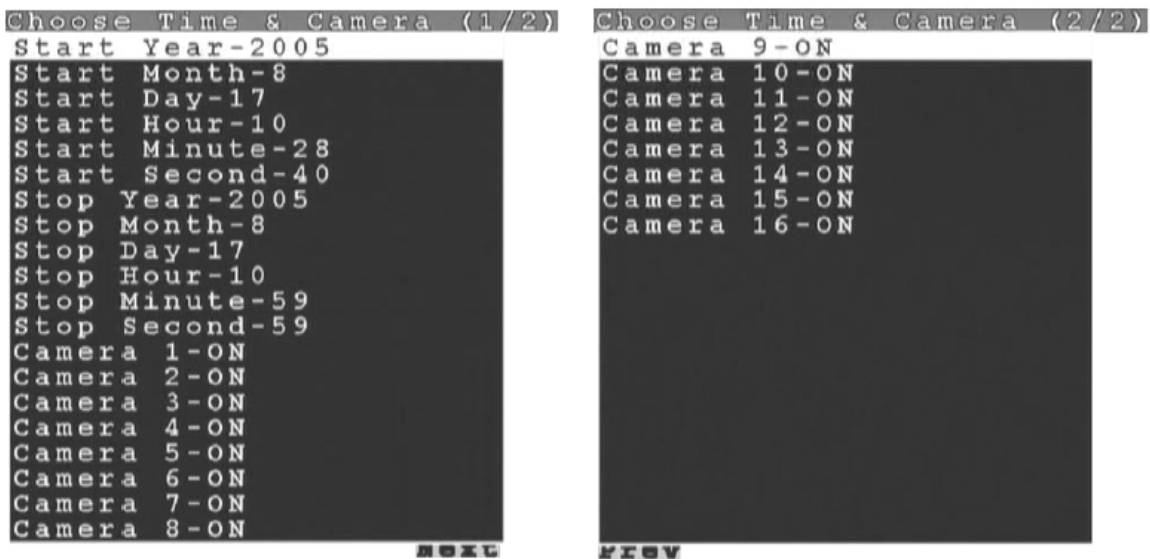 Choose Time & Camera (1/2)
Start Year-2005
Start Month-8
Start Day-17
Start Hour-10
Start Minute-28
Start Second-40
Stop Year-2005
Stop Month-8
Stop Day-17
Stop Hour-10
Stop Minute-59
Stop Second-59
Camera 1-ON
Camera 2-ON
Camera 3-ON
Camera 4-ON
Camera 5-ON
Camera 6-ON
Camera 7-ON
Camera 8-ON
Next
Choose Time & Camera (2/2)
Camera 9-ON
Camera 10-ON
Camera 11-ON
Camera 12-ON
Camera 13-ON
Camera 14-ON
Camera 15-ON
Camera 16-ON
Prev